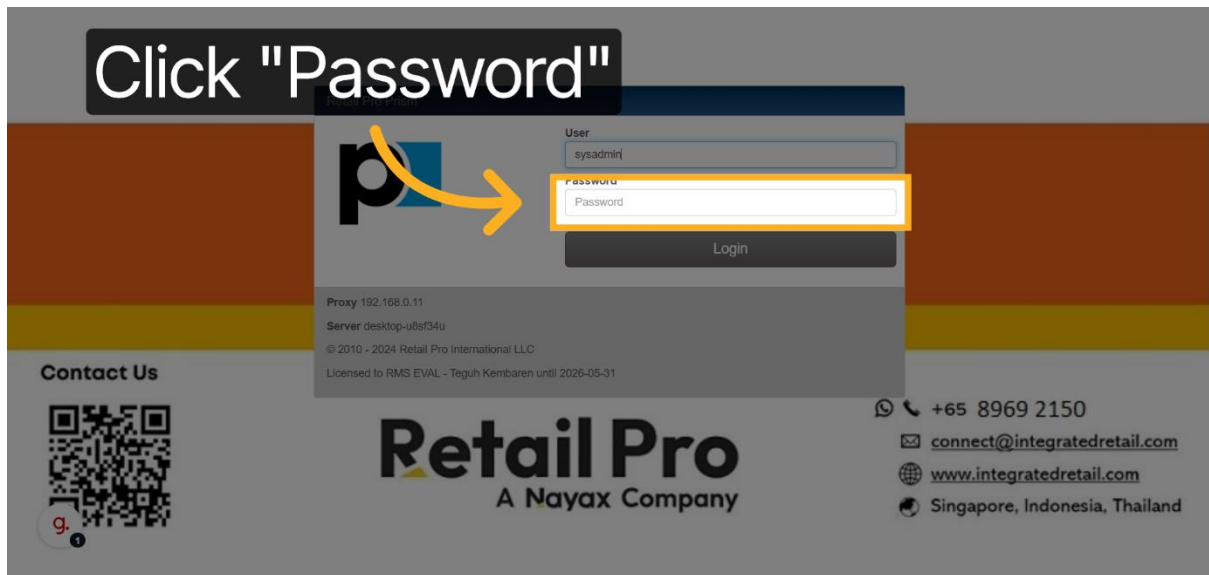 Click "Password"
Retail Pro Prism
User
sysadmin
Password
Password
Login
Proxy 192.168.0.11
Server desktop-u8sf34u
© 2010 - 2024 Retail Pro International LLC
Licensed to RMS EVAL - Teguh Kembaren until 2026-05-31
Contact Us
g.
1
Retail Pro
A Nayax Company
+65 8969 2150
connect@integratedretail.com
www.integratedretail.com
Singapore, Indonesia, Thailand